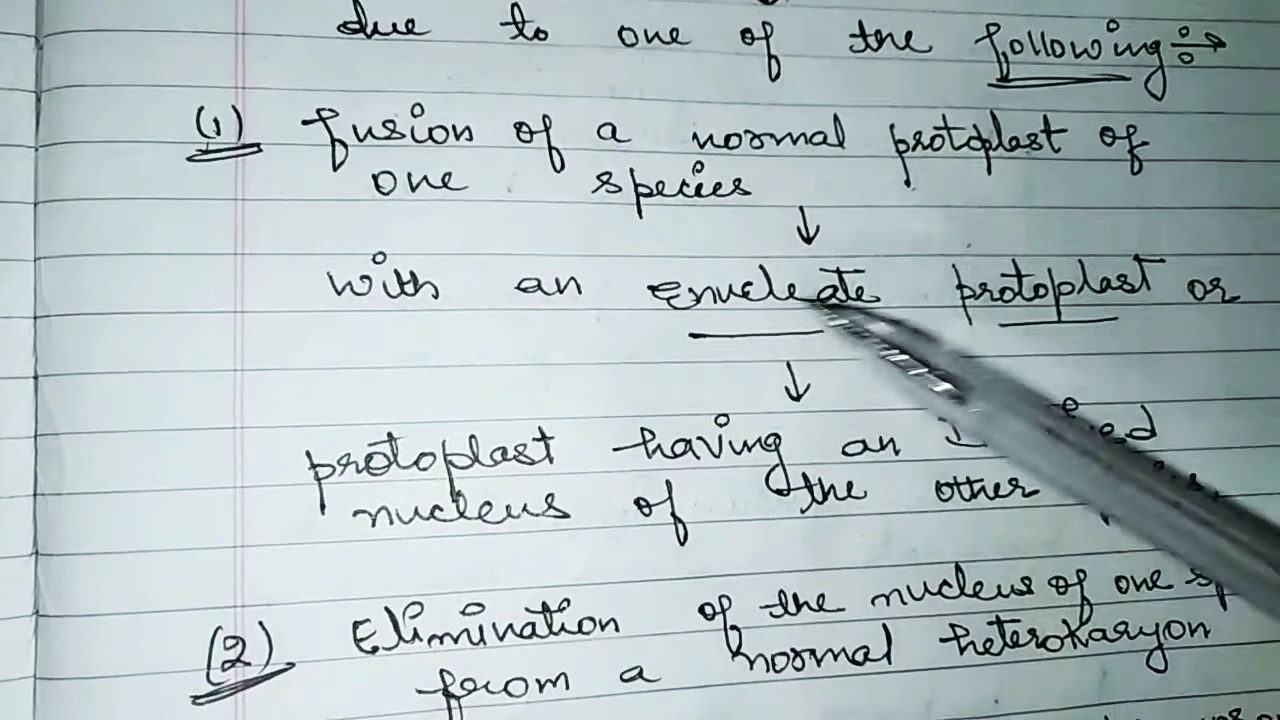 due to one of the following÷→
(1) fusion of a normal protoplast of
one species
↓
with an Enucleate protoplast or
↓
protoplast having an
nucleus of the other
(2) Elimination of the nucleus of one
from a normal heterokaryon